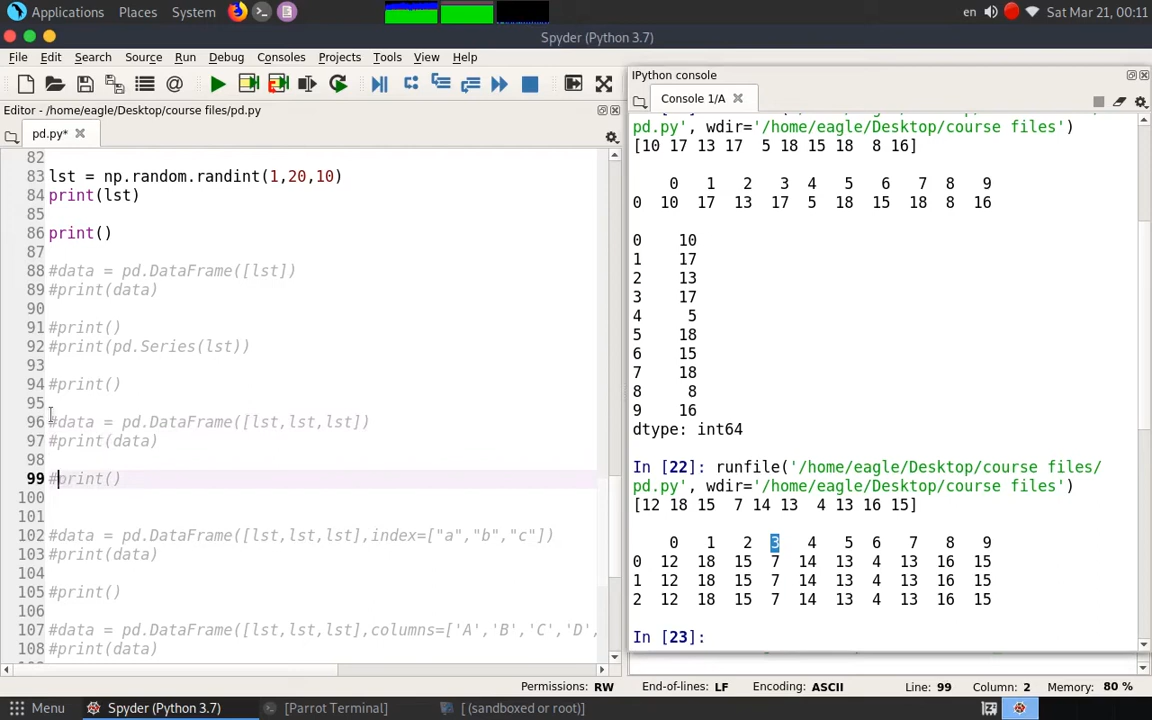 Applications Places System en Sat Mar 21, 00:11
Spyder (Python 3.7)
File Edit Search Source Run Debug Consoles Projects Tools View Help
Editor - /home/eagle/Desktop/course files/pd.py
pd.py*
82
83 lst = np.random.randint(1,20,10)
84 print(lst)
85
86 print()
87
88 #data = pd.DataFrame([lst])
89 #print(data)
90
91 #print()
92 #print(pd.Series(lst))
93
94 #print()
95
96 #data = pd.DataFrame([lst,lst,lst])
97 #print(data)
98
99 #print()
100
101
102 #data = pd.DataFrame([lst,lst,lst],index=["a","b","c"])
103 #print(data)
104
105 #print()
106
107 #data = pd.DataFrame([lst,lst,lst],columns=['A','B','C','D',
108 #print(data)
IPython console
Console 1/A
pd.py', wdir='/home/eagle/Desktop/course files')
[10 17 13 17  5 18 15 18  8 16]
0 1 2 3 4 5 6 7 8 9
0 10 17 13 17 5 18 15 18 8 16
0 10
1 17
2 13
3 17
4 5
5 18
6 15
7 18
8 8
9 16
dtype: int64
In [22]: runfile('/home/eagle/Desktop/course files/
pd.py', wdir='/home/eagle/Desktop/course files')
[12 18 15  7 14 13  4 13 16 15]
0 1 2 3 4 5 6 7 8 9
0 12 18 15 7 14 13 4 13 16 15
1 12 18 15 7 14 13 4 13 16 15
2 12 18 15 7 14 13 4 13 16 15
In [23]:
Permissions: RW End-of-lines: LF Encoding: ASCII Line: 99 Column: 2 Memory: 80 %
Menu Spyder (Python 3.7) [Parrot Terminal] [ (sandboxed or root)]